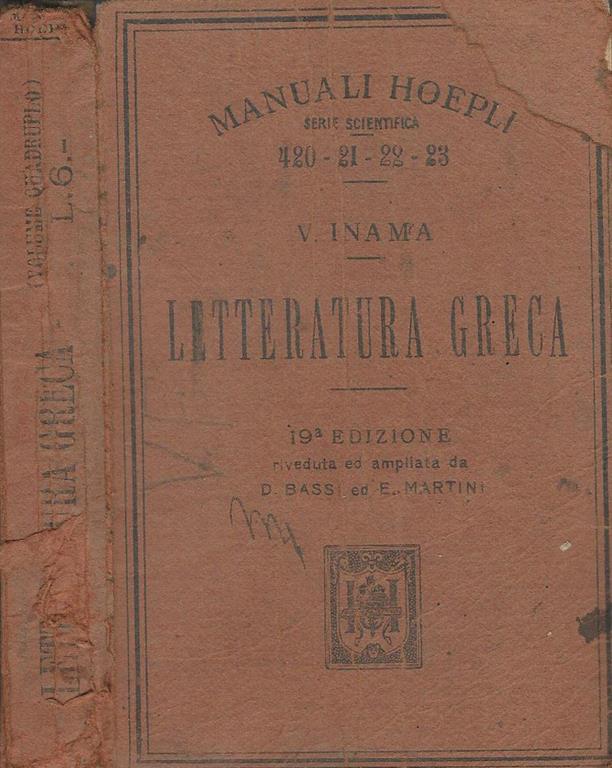 MANUALI HOEPLI
SERIE SCIENTIFICA
420 - 21 - 22 - 23
V. INAMA
LETTERATURA GRECA
19ª EDIZIONE
riveduta ed ampliata da
D. BASSI ed E. MARTINI
H
(VOLUME QUADRUPLO)
L. 6.-
GRECA -